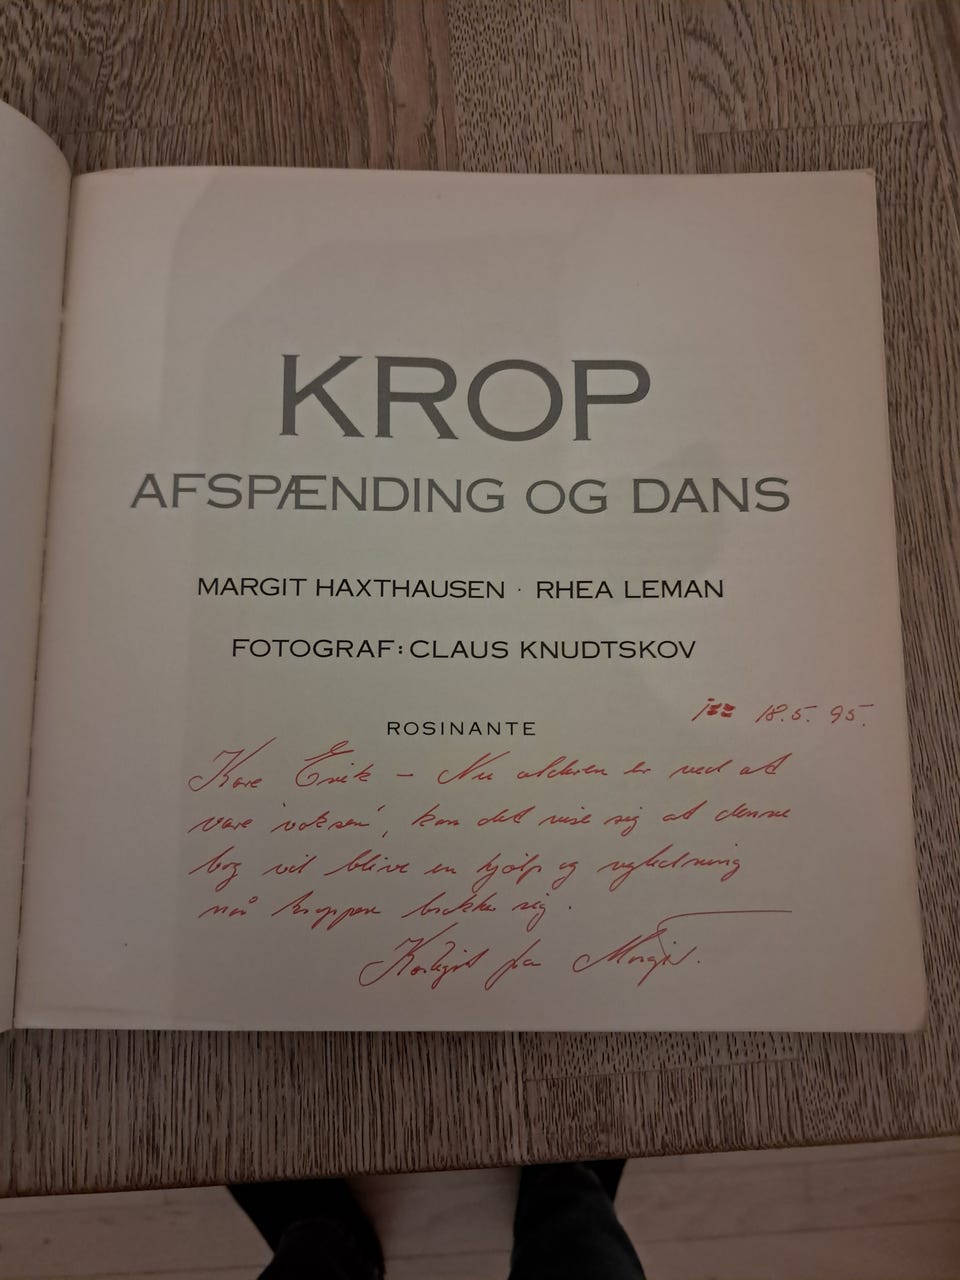 KROP
AFSPÆNDING OG DANS
MARGIT HAXTHAUSEN · RHEA LEMAN
FOTOGRAF: CLAUS KNUDTSKOV
ROSINANTE
18.5. 95.
Kære Erik – Nu alderen er ved at
være 'voksen', kan det vise sig at denne
bog vil blive en hjælp og vejledning
når kroppen brokker sig.
Kærligst fra Margit.